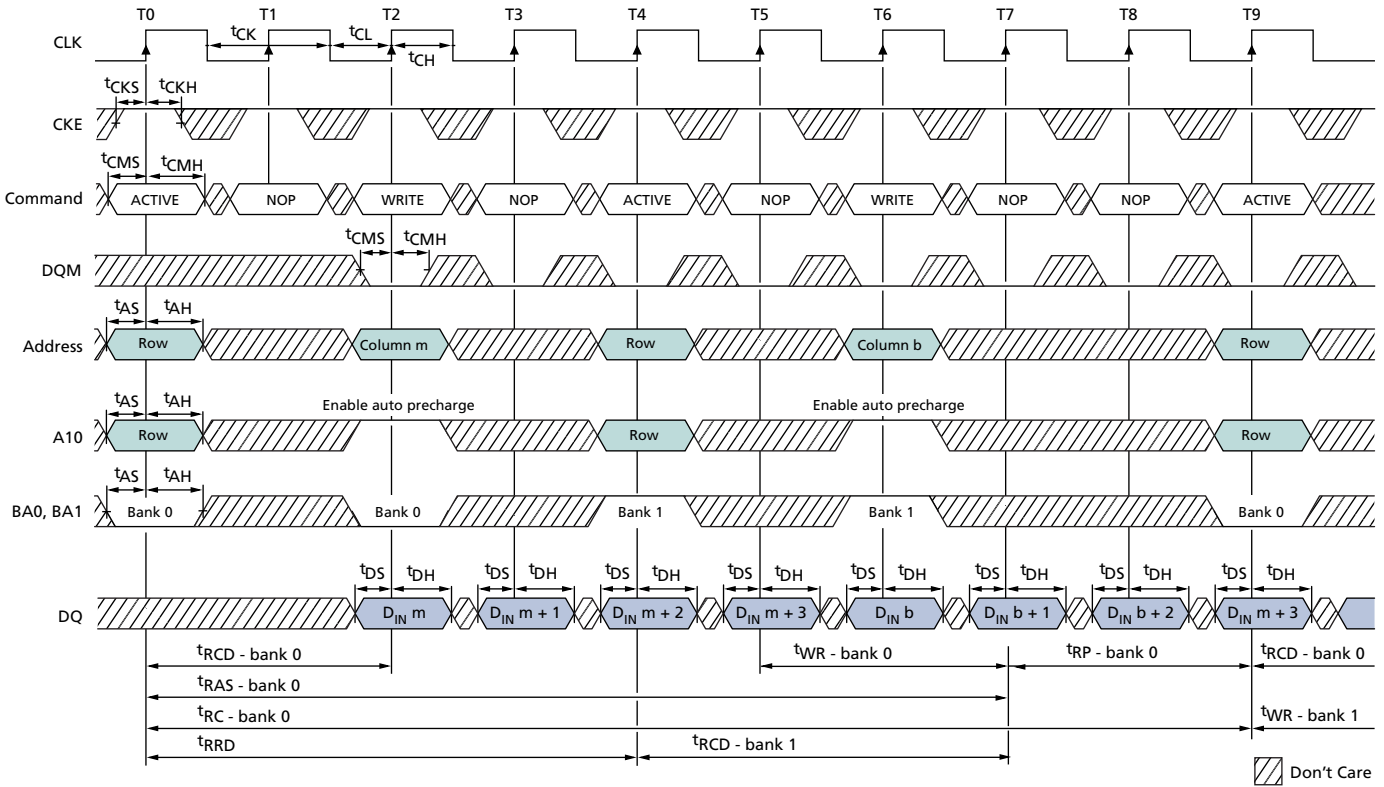 T0 T1 T2 T3 T4 T5 T6 T7 T8 T9
CLK tCK tCL tCH
tCKS tCKH
CKE
tCMS tCMH
Command ACTIVE NOP WRITE NOP ACTIVE NOP WRITE NOP NOP ACTIVE
tCMS tCMH
DQM
tAS tAH
Address Row Column m Row Column b Row
tAS tAH Enable auto precharge Enable auto precharge
A10 Row Row Row
tAS tAH
BA0, BA1 Bank 0 Bank 0 Bank 1 Bank 1 Bank 0
tDS tDH tDS tDH tDS tDH tDS tDH tDS tDH tDS tDH tDS tDH tDS tDH
DQ DIN m DIN m + 1 DIN m + 2 DIN m + 3 DIN b DIN b + 1 DIN b + 2 DIN m + 3
tRCD - bank 0 tWR - bank 0 tRP - bank 0 tRCD - bank 0
tRAS - bank 0
tRC - bank 0 tWR - bank 1
tRRD tRCD - bank 1
Don't Care